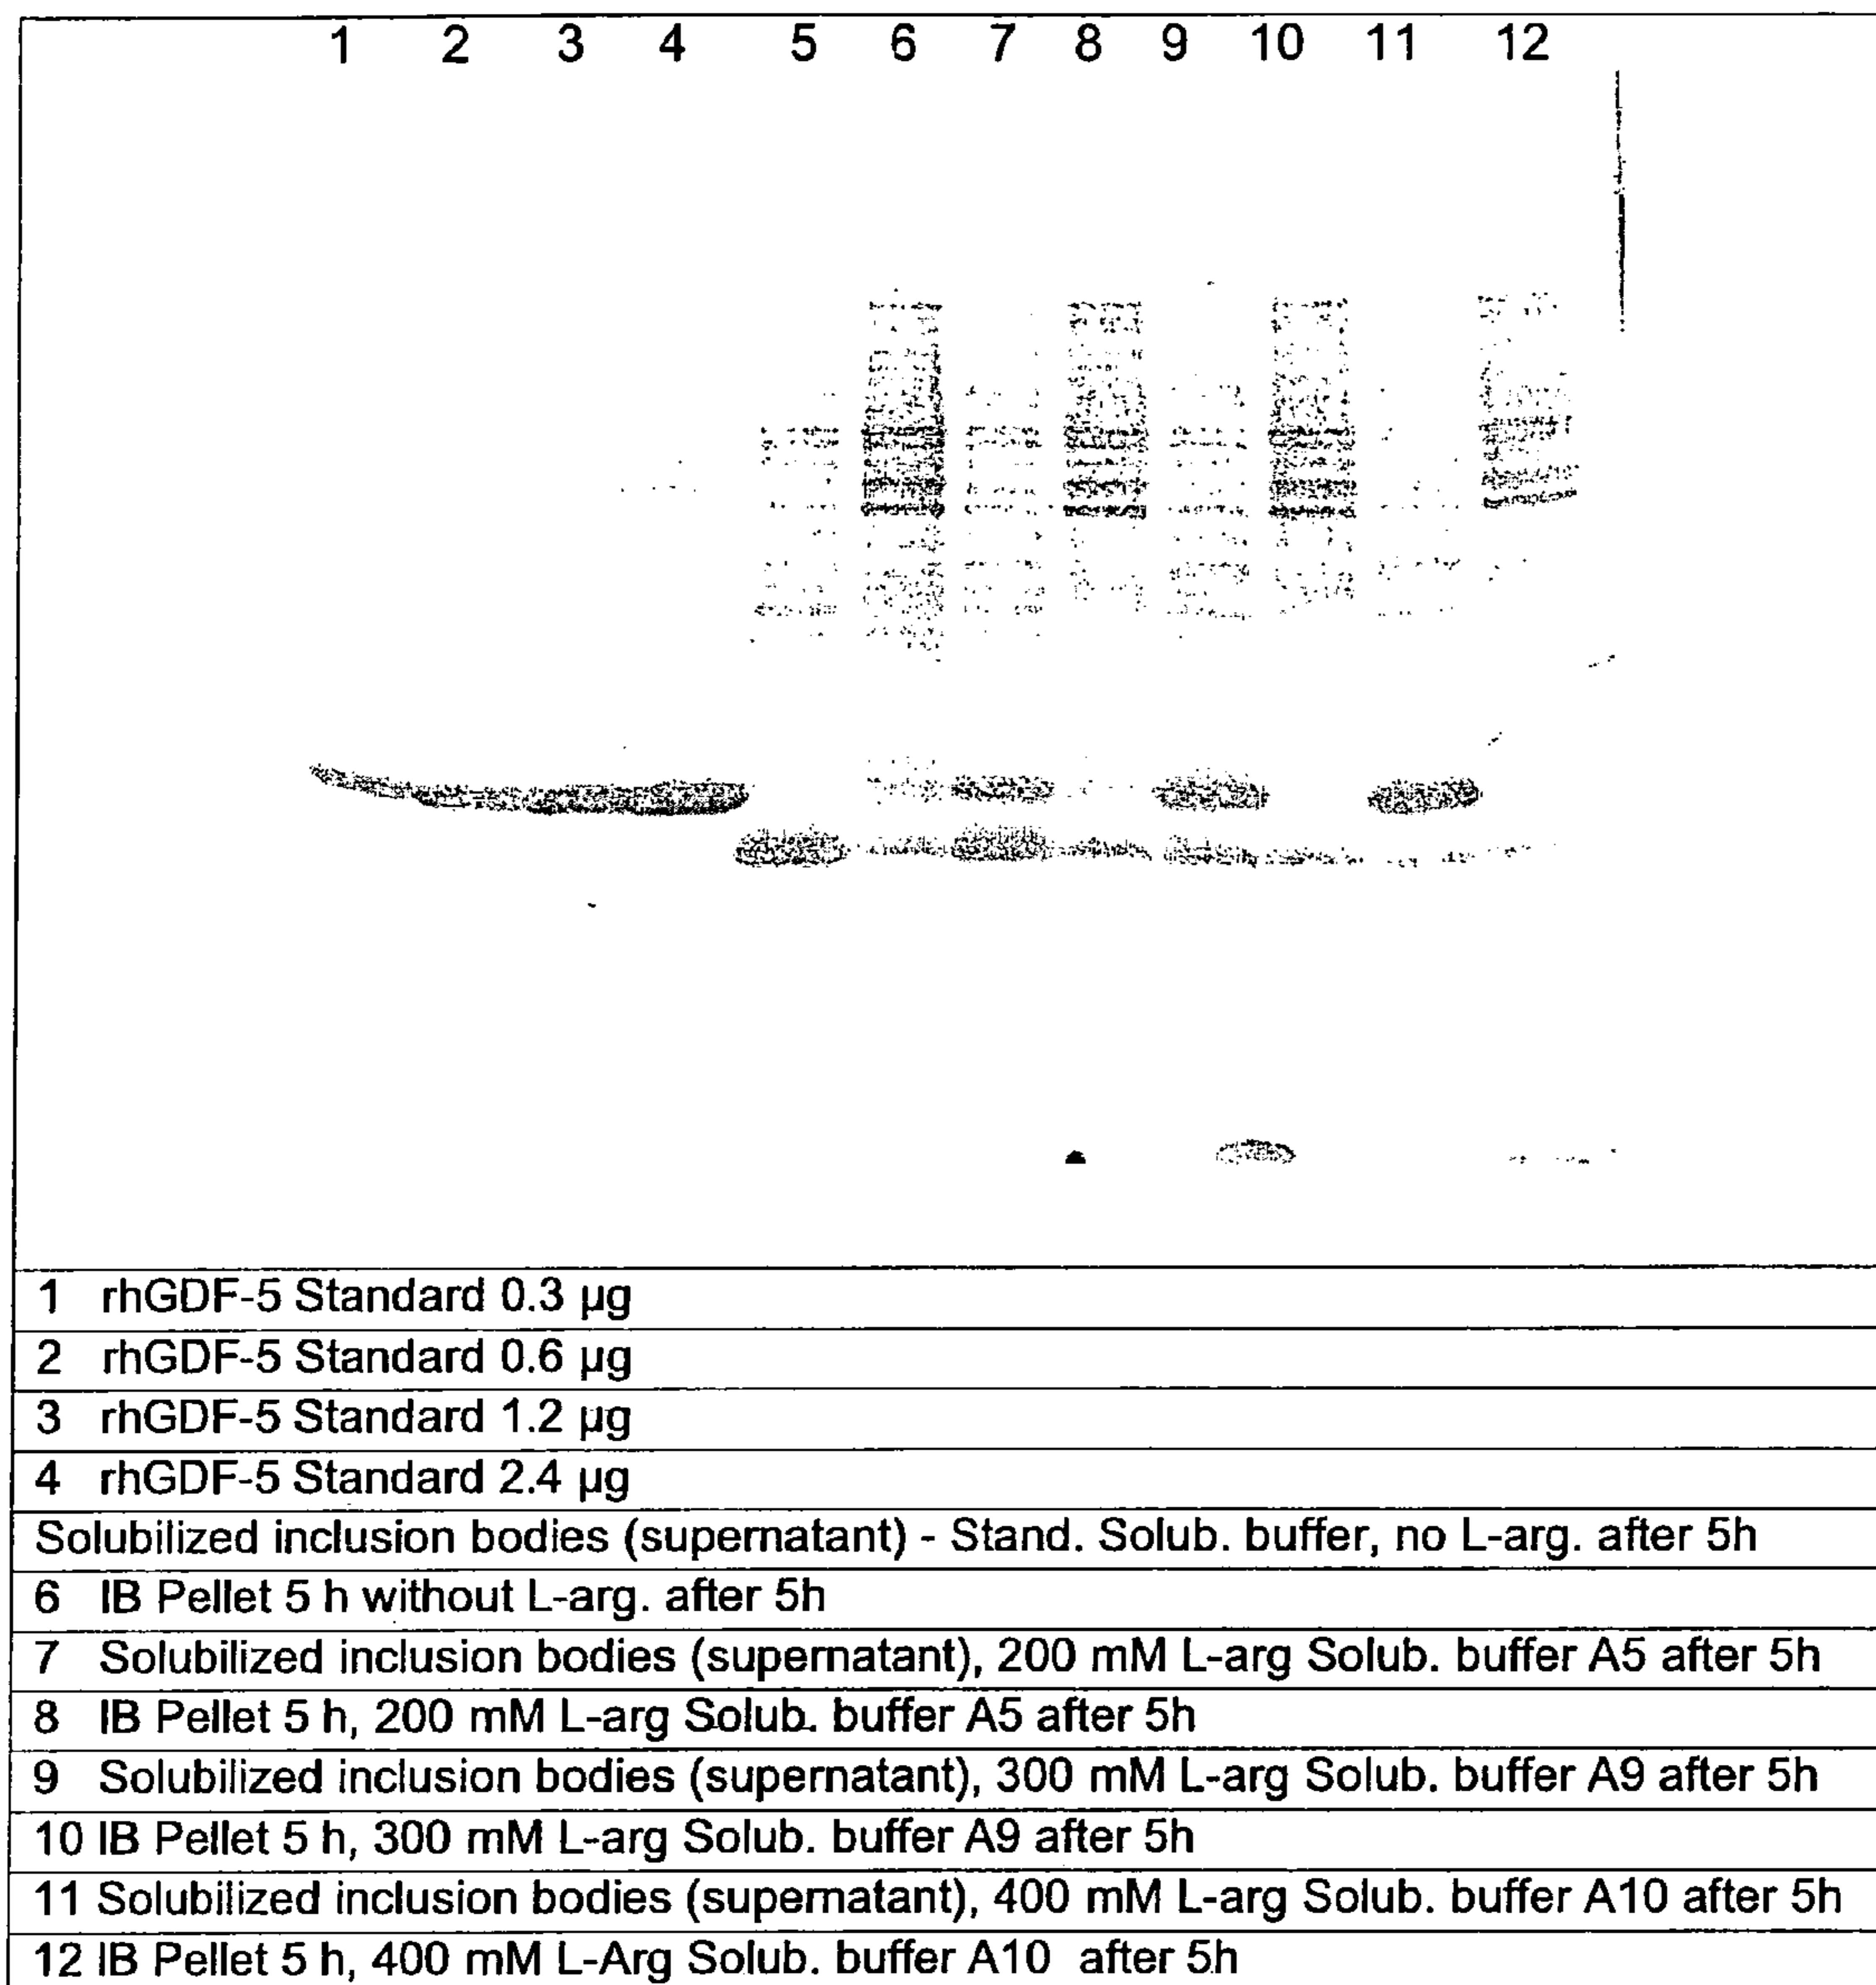 1 2 3 4 5 6 7 8 9 10 11 12
1 rhGDF-5 Standard 0.3 µg
2 rhGDF-5 Standard 0.6 µg
3 rhGDF-5 Standard 1.2 µg
4 rhGDF-5 Standard 2.4 µg
Solubilized inclusion bodies (supernatant) - Stand. Solub. buffer, no L-arg. after 5h
6 IB Pellet 5 h without L-arg. after 5h
7 Solubilized inclusion bodies (supernatant), 200 mM L-arg Solub. buffer A5 after 5h
8 IB Pellet 5 h, 200 mM L-arg Solub. buffer A5 after 5h
9 Solubilized inclusion bodies (supernatant), 300 mM L-arg Solub. buffer A9 after 5h
10 IB Pellet 5 h, 300 mM L-arg Solub. buffer A9 after 5h
11 Solubilized inclusion bodies (supernatant), 400 mM L-arg Solub. buffer A10 after 5h
12 IB Pellet 5 h, 400 mM L-Arg Solub. buffer A10 after 5h